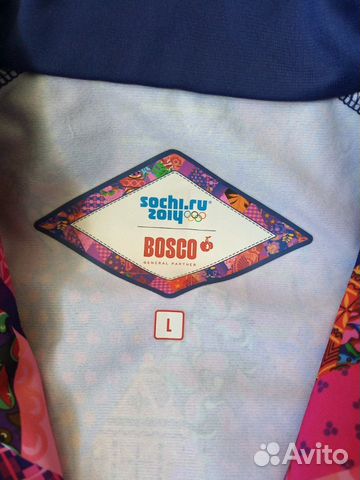 sochi.ru
2014
BOSCO
GENERAL PARTNER
L
Avito